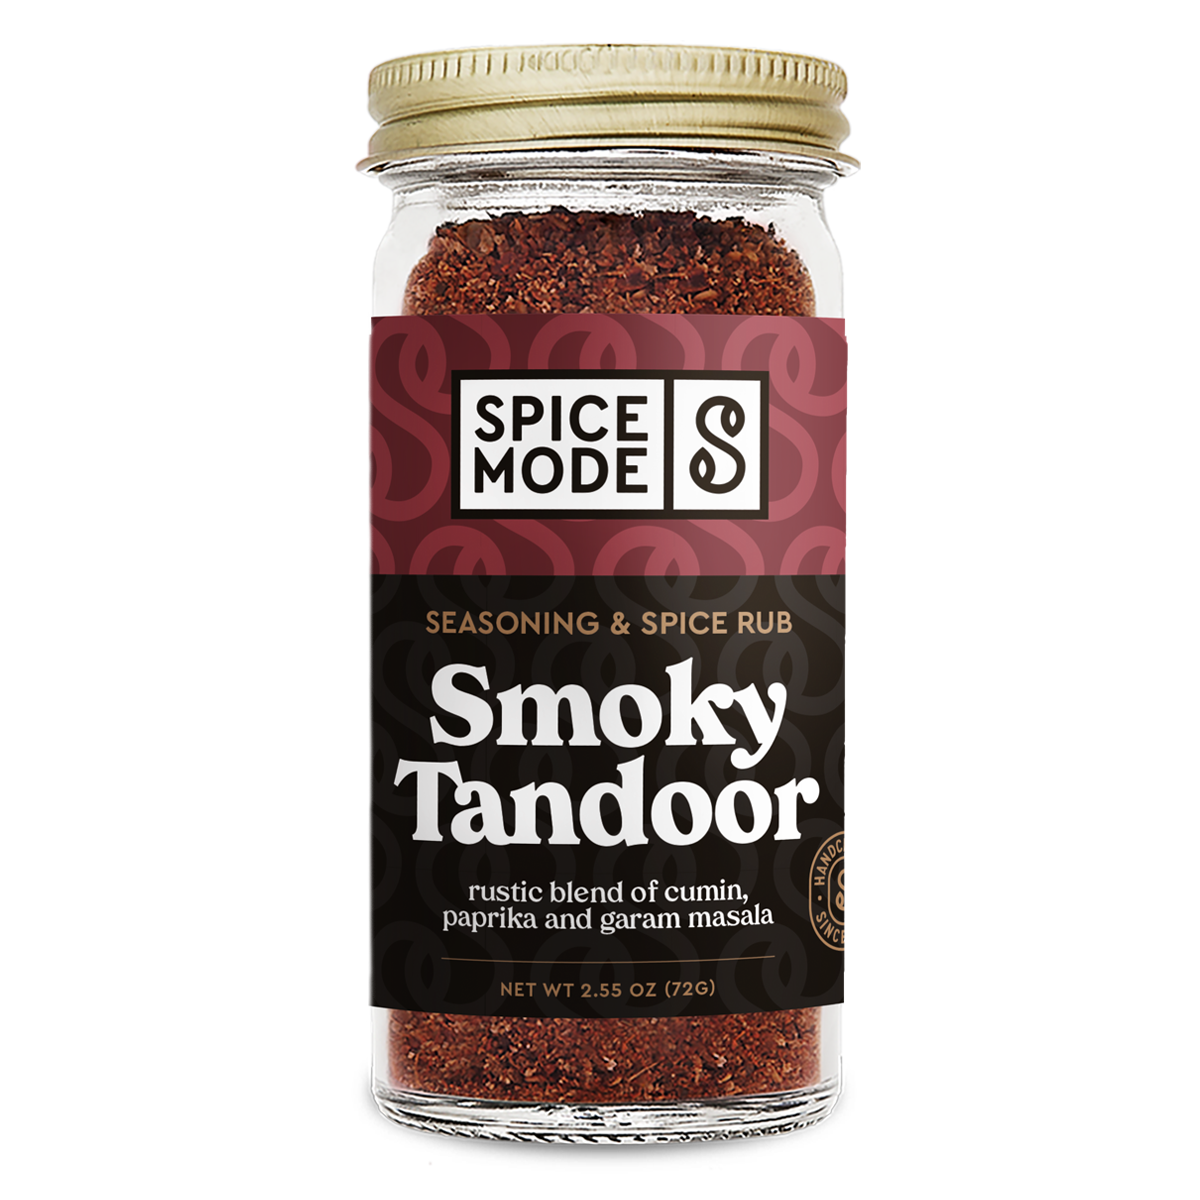 SPICE
MODE
SEASONING & SPICE RUB
Smoky
Tandoor
rustic blend of cumin,
paprika and garam masala
NET WT 2.55 OZ (72G)
SINCE